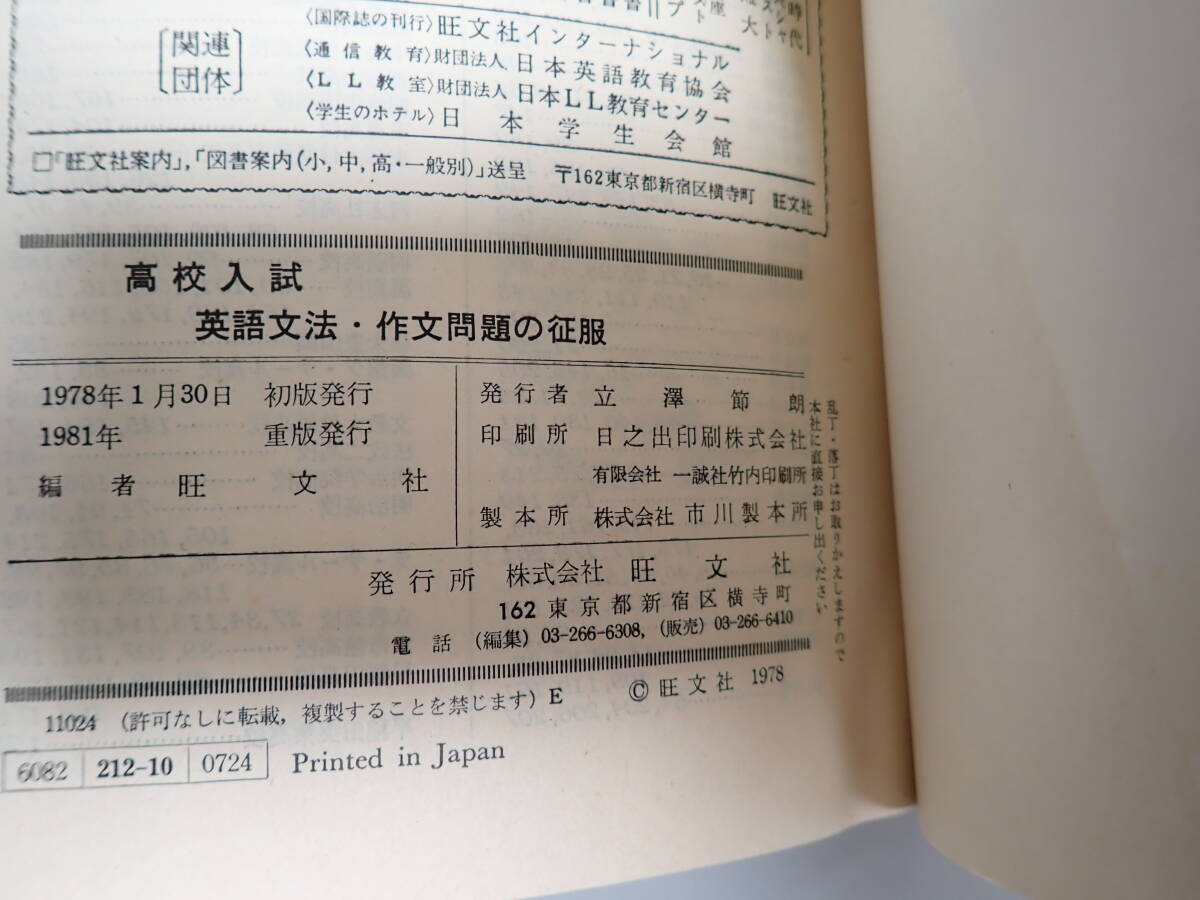 〈国際誌の刊行〉旺文社インターナショナル
〔関連団体〕
〈通信教育〉財団法人 日本英語教育協会
〈LL教室〉財団法人 日本LL教育センター
〈学生のホテル〉日本学生会館
□「旺文社案内」,「図書案内(小,中,高・一般別)」送呈 〒162東京都新宿区横寺町 旺文社
高校入試
英語文法・作文問題の征服
1978年1月30日 初版発行
1981年 重版発行
編者 旺文社
発行者 立澤節朗
印刷所 日之出印刷株式会社
有限会社 一誠社竹内印刷所
製本所 株式会社 市川製本所
乱丁・落丁はお取りかえしますので
本社に直接お申し出ください
発行所 株式会社 旺文社
162 東京都新宿区横寺町
電話 (編集) 03-266-6308, (販売) 03-266-6410
11024 (許可なしに転載, 複製することを禁じます) E © 旺文社 1978
6082 212-10 0724 Printed in Japan